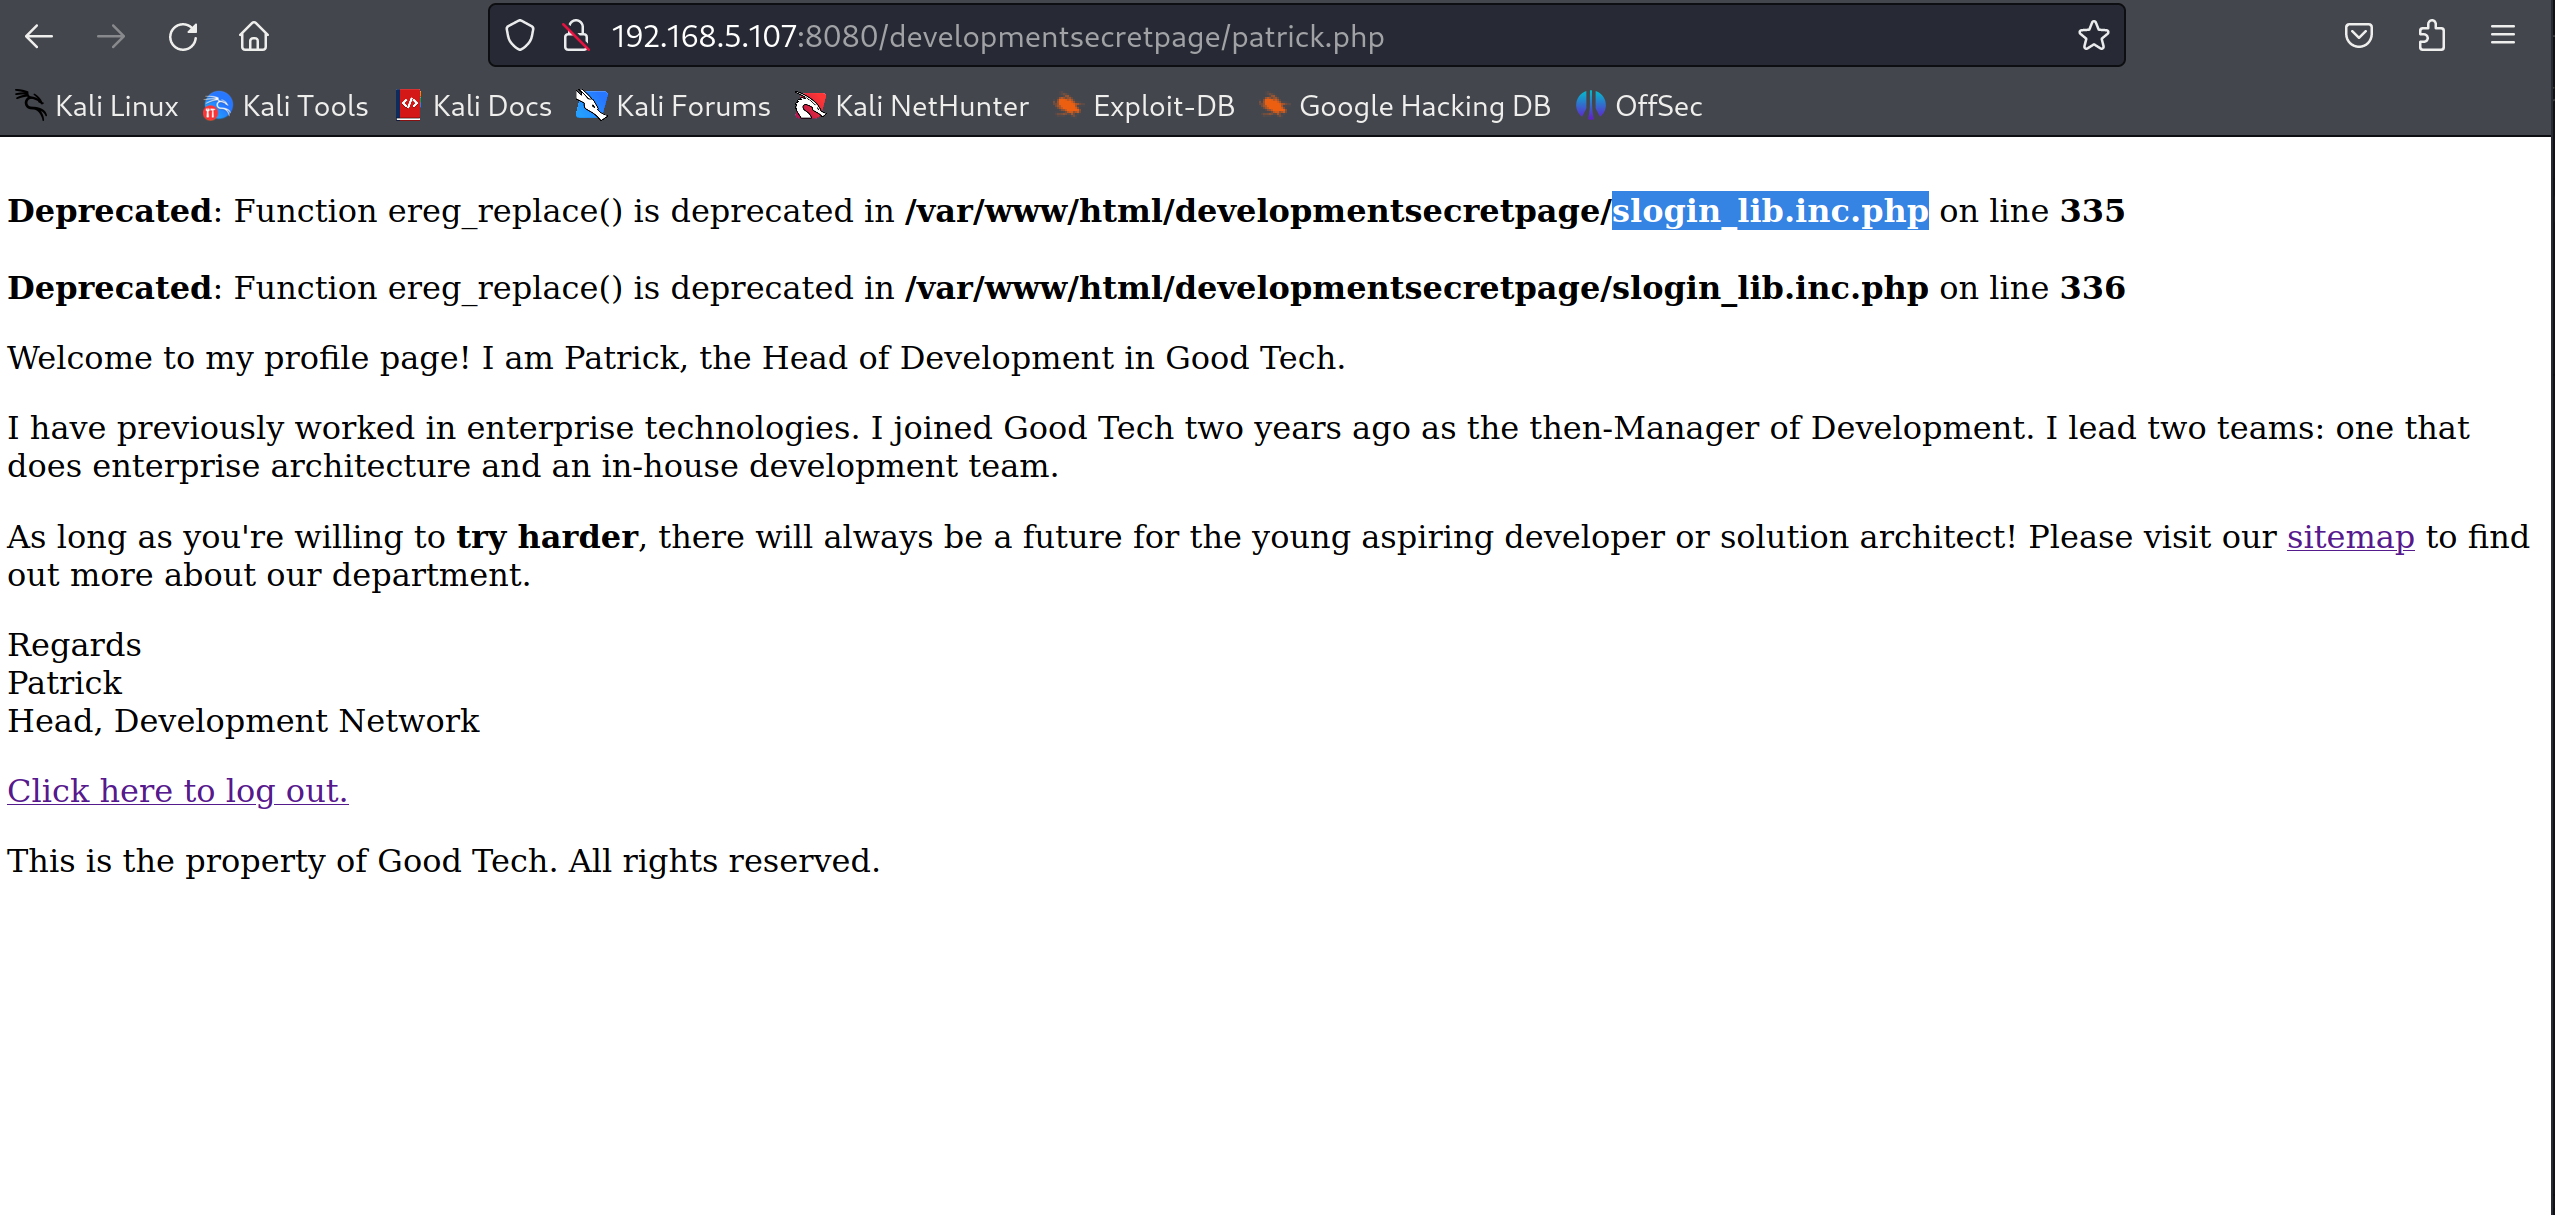 192.168.5.107:8080/developmentsecretpage/patrick.php
Kali Linux Kali Tools Kali Docs Kali Forums Kali NetHunter Exploit-DB Google Hacking DB OffSec
Deprecated: Function ereg_replace() is deprecated in /var/www/html/developmentsecretpage/slogin_lib.inc.php on line 335
Deprecated: Function ereg_replace() is deprecated in /var/www/html/developmentsecretpage/slogin_lib.inc.php on line 336
Welcome to my profile page! I am Patrick, the Head of Development in Good Tech.
I have previously worked in enterprise technologies. I joined Good Tech two years ago as the then-Manager of Development. I lead two teams: one that
does enterprise architecture and an in-house development team.
As long as you're willing to try harder, there will always be a future for the young aspiring developer or solution architect! Please visit our sitemap to find
out more about our department.
Regards
Patrick
Head, Development Network
Click here to log out.
This is the property of Good Tech. All rights reserved.